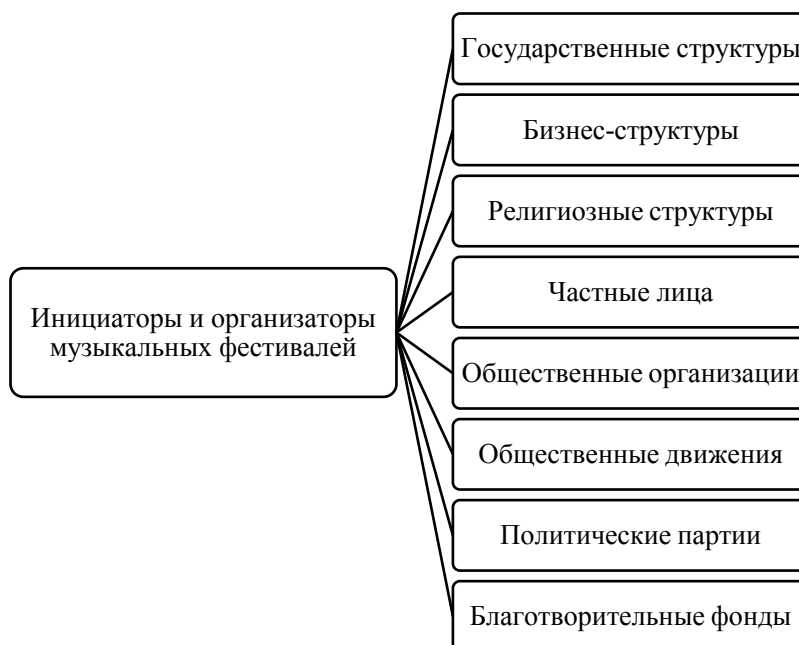 Государственные структуры
Бизнес-структуры
Религиозные структуры
Частные лица
Инициаторы и организаторы
музыкальных фестивалей
Общественные организации
Общественные движения
Политические партии
Благотворительные фонды